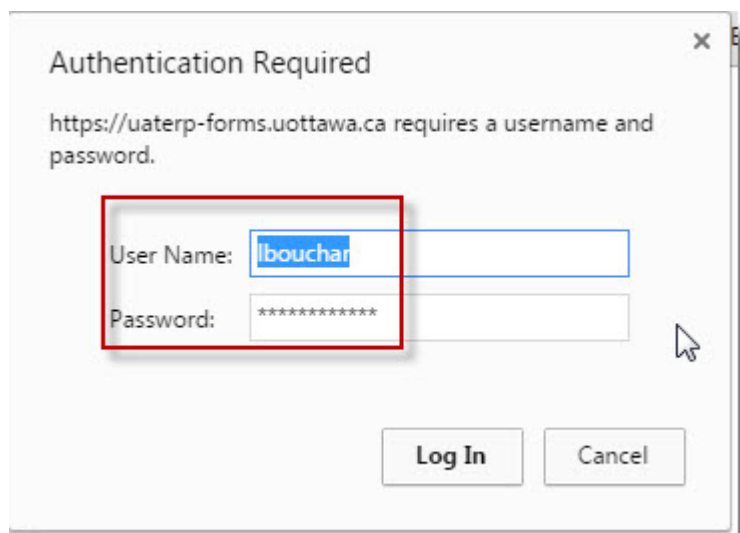 Authentication Required
https://uaterp-forms.uottawa.ca requires a username and
password.
User Name: lbouchar
Password: ************
Log In Cancel